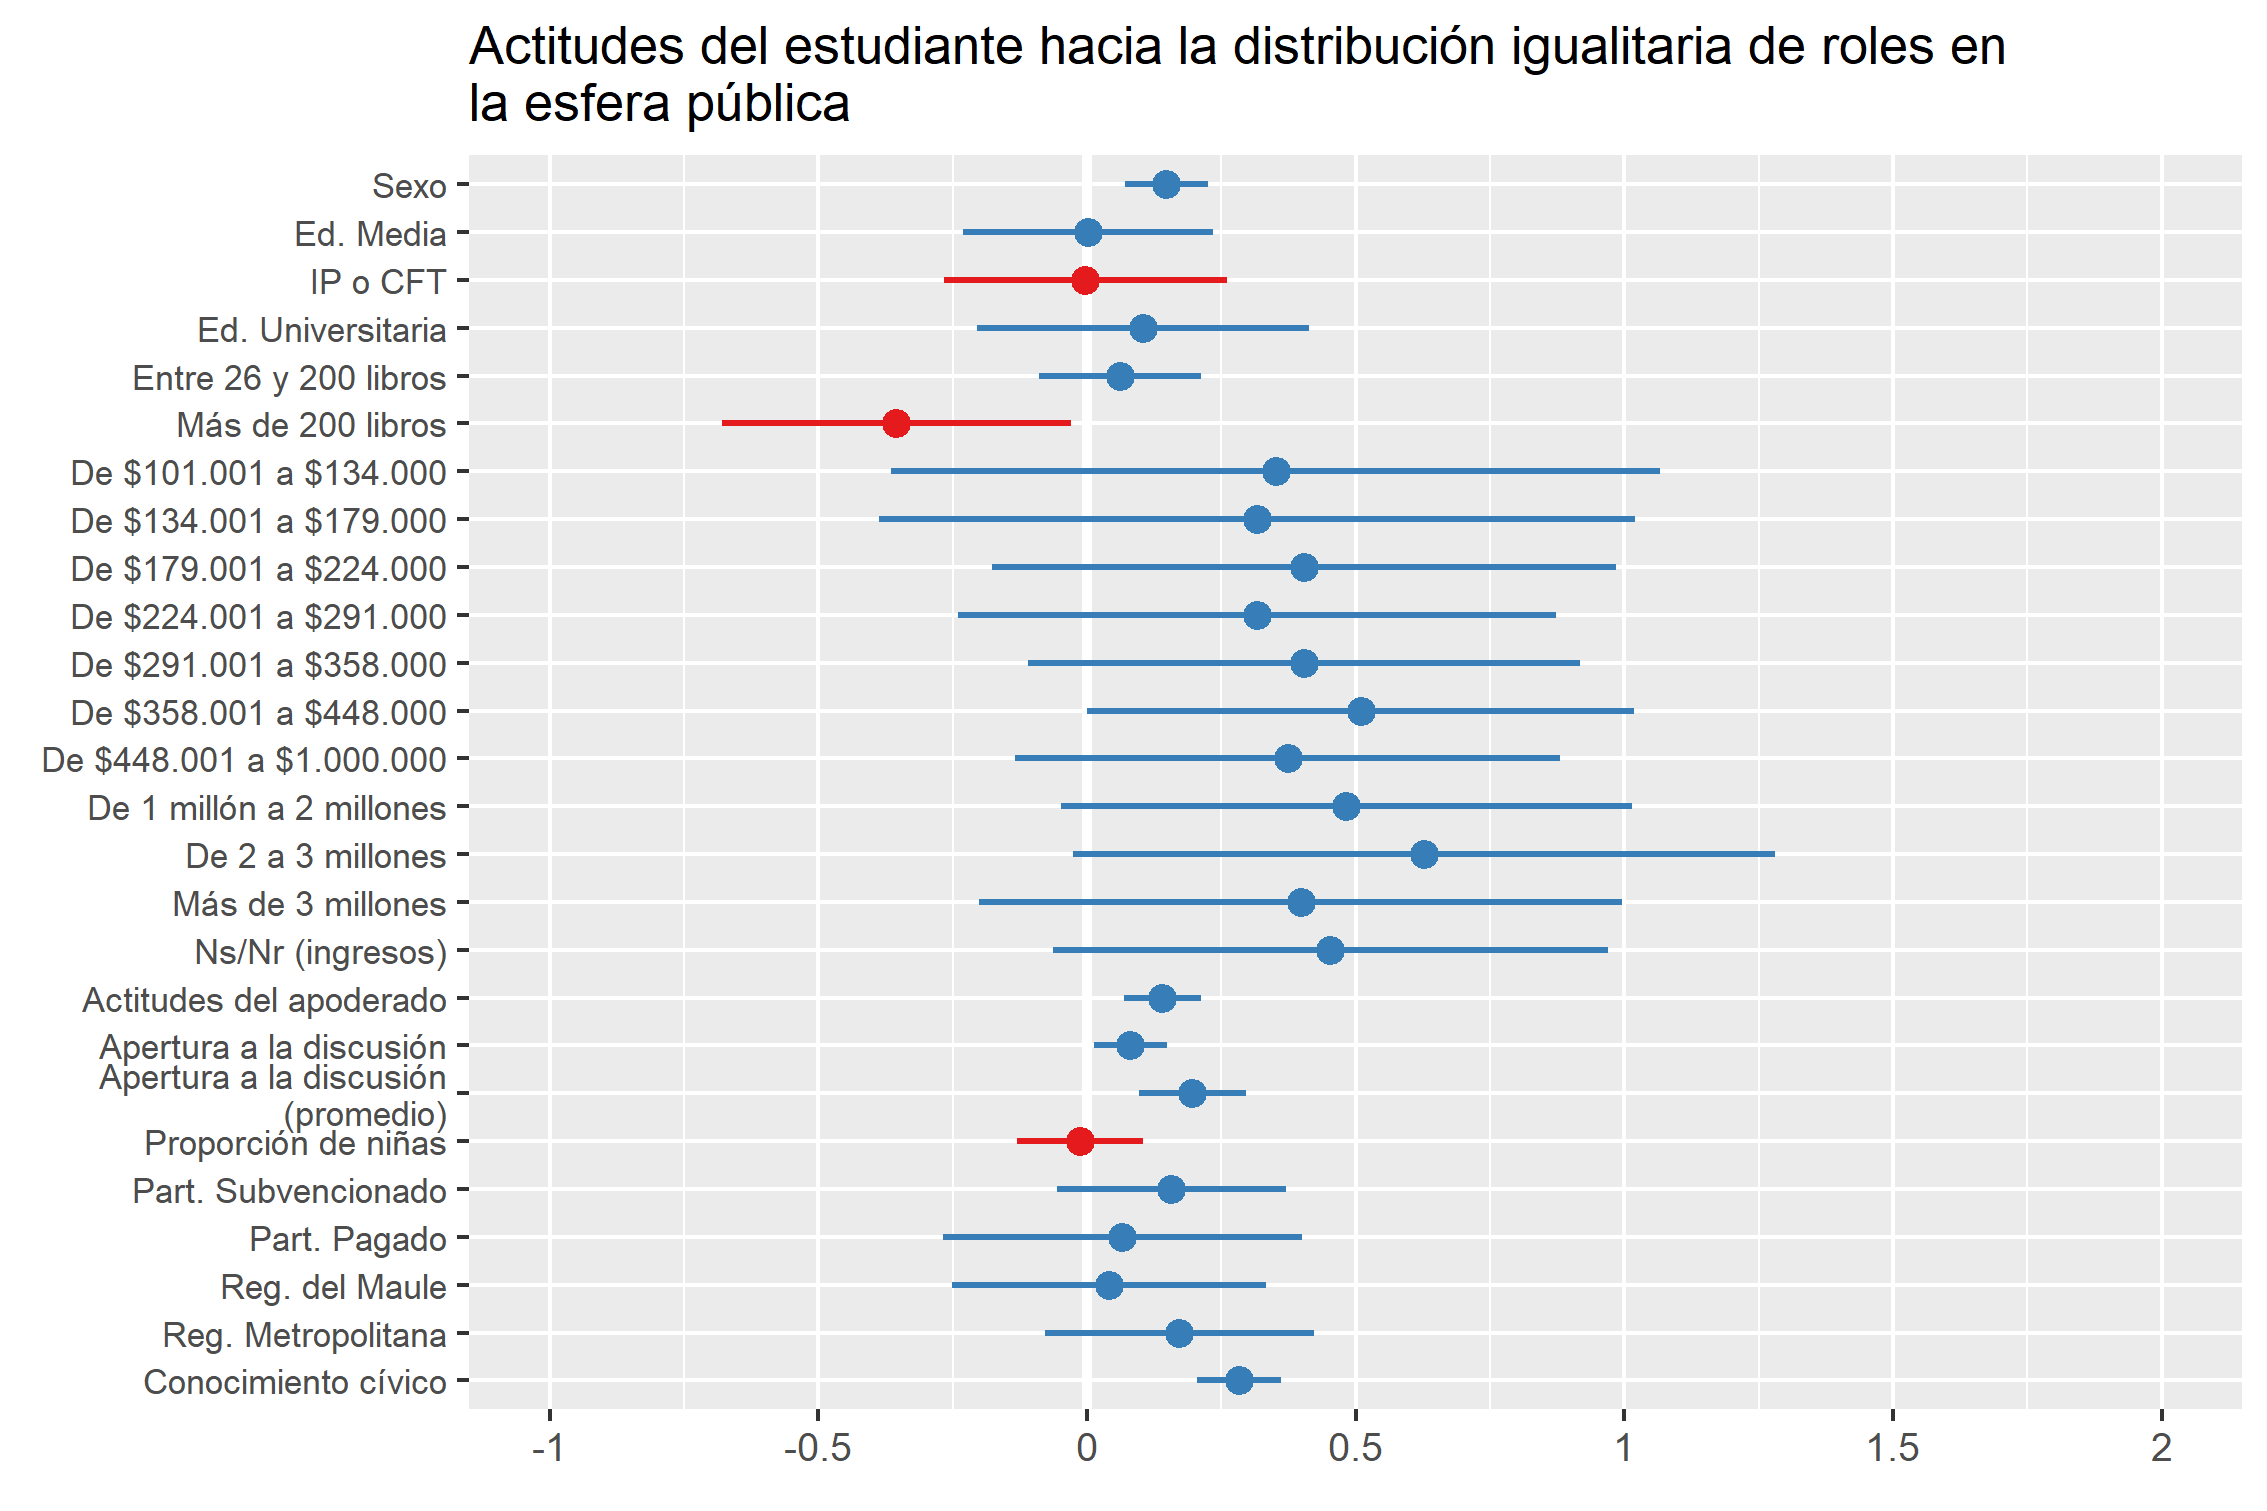 Actitudes del estudiante hacia la distribución igualitaria de roles en
la esfera pública
Sexo
Ed. Media
IP o CFT
Ed. Universitaria
Entre 26 y 200 libros
Más de 200 libros
De $101.001 a $134.000
De $134.001 a $179.000
De $179.001 a $224.000
De $224.001 a $291.000
De $291.001 a $358.000
De $358.001 a $448.000
De $448.001 a $1.000.000
De 1 millón a 2 millones
De 2 a 3 millones
Más de 3 millones
Ns/Nr (ingresos)
Actitudes del apoderado
Apertura a la discusión
Apertura a la discusión
(promedio)
Proporción de niñas
Part. Subvencionado
Part. Pagado
Reg. del Maule
Reg. Metropolitana
Conocimiento cívico
-1 -0.5 0 0.5 1 1.5 2